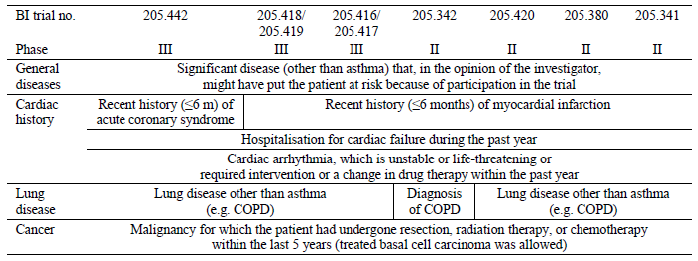 BI trial no. 205.442 205.418/ 205.416/ 205.342 205.420 205.380 205.341
205.419 205.417
Phase III III III II II II II
General Significant disease (other than asthma) that, in the opinion of the investigator,
diseases might have put the patient at risk because of participation in the trial
Cardiac Recent history (≤6 m) of Recent history (≤6 months) of myocardial infarction
history acute coronary syndrome
Hospitalisation for cardiac failure during the past year
Cardiac arrhythmia, which is unstable or life-threatening or
required intervention or a change in drug therapy within the past year
Lung Lung disease other than asthma Diagnosis Lung disease other than asthma
disease (e.g. COPD) of COPD (e.g. COPD)
Cancer Malignancy for which the patient had undergone resection, radiation therapy, or chemotherapy
within the last 5 years (treated basal cell carcinoma was allowed)